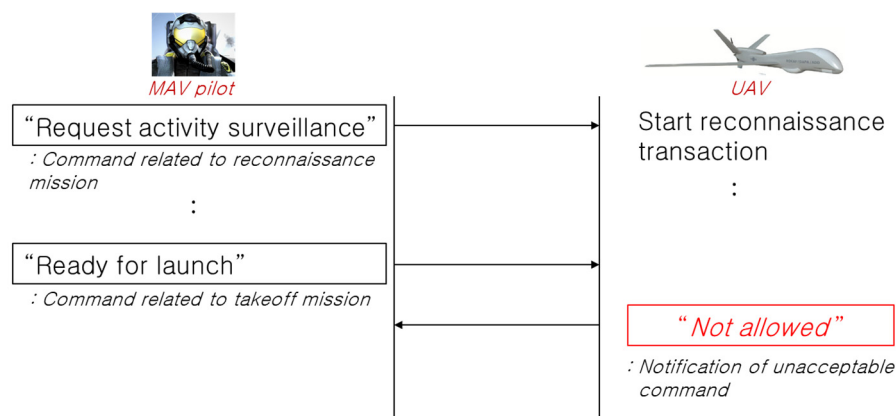 MAV pilot
UAV
“Request activity surveillance”
: Command related to reconnaissance
mission
:
Start reconnaissance
transaction
:
“Ready for launch”
: Command related to takeoff mission
“Not allowed”
: Notification of unacceptable
command